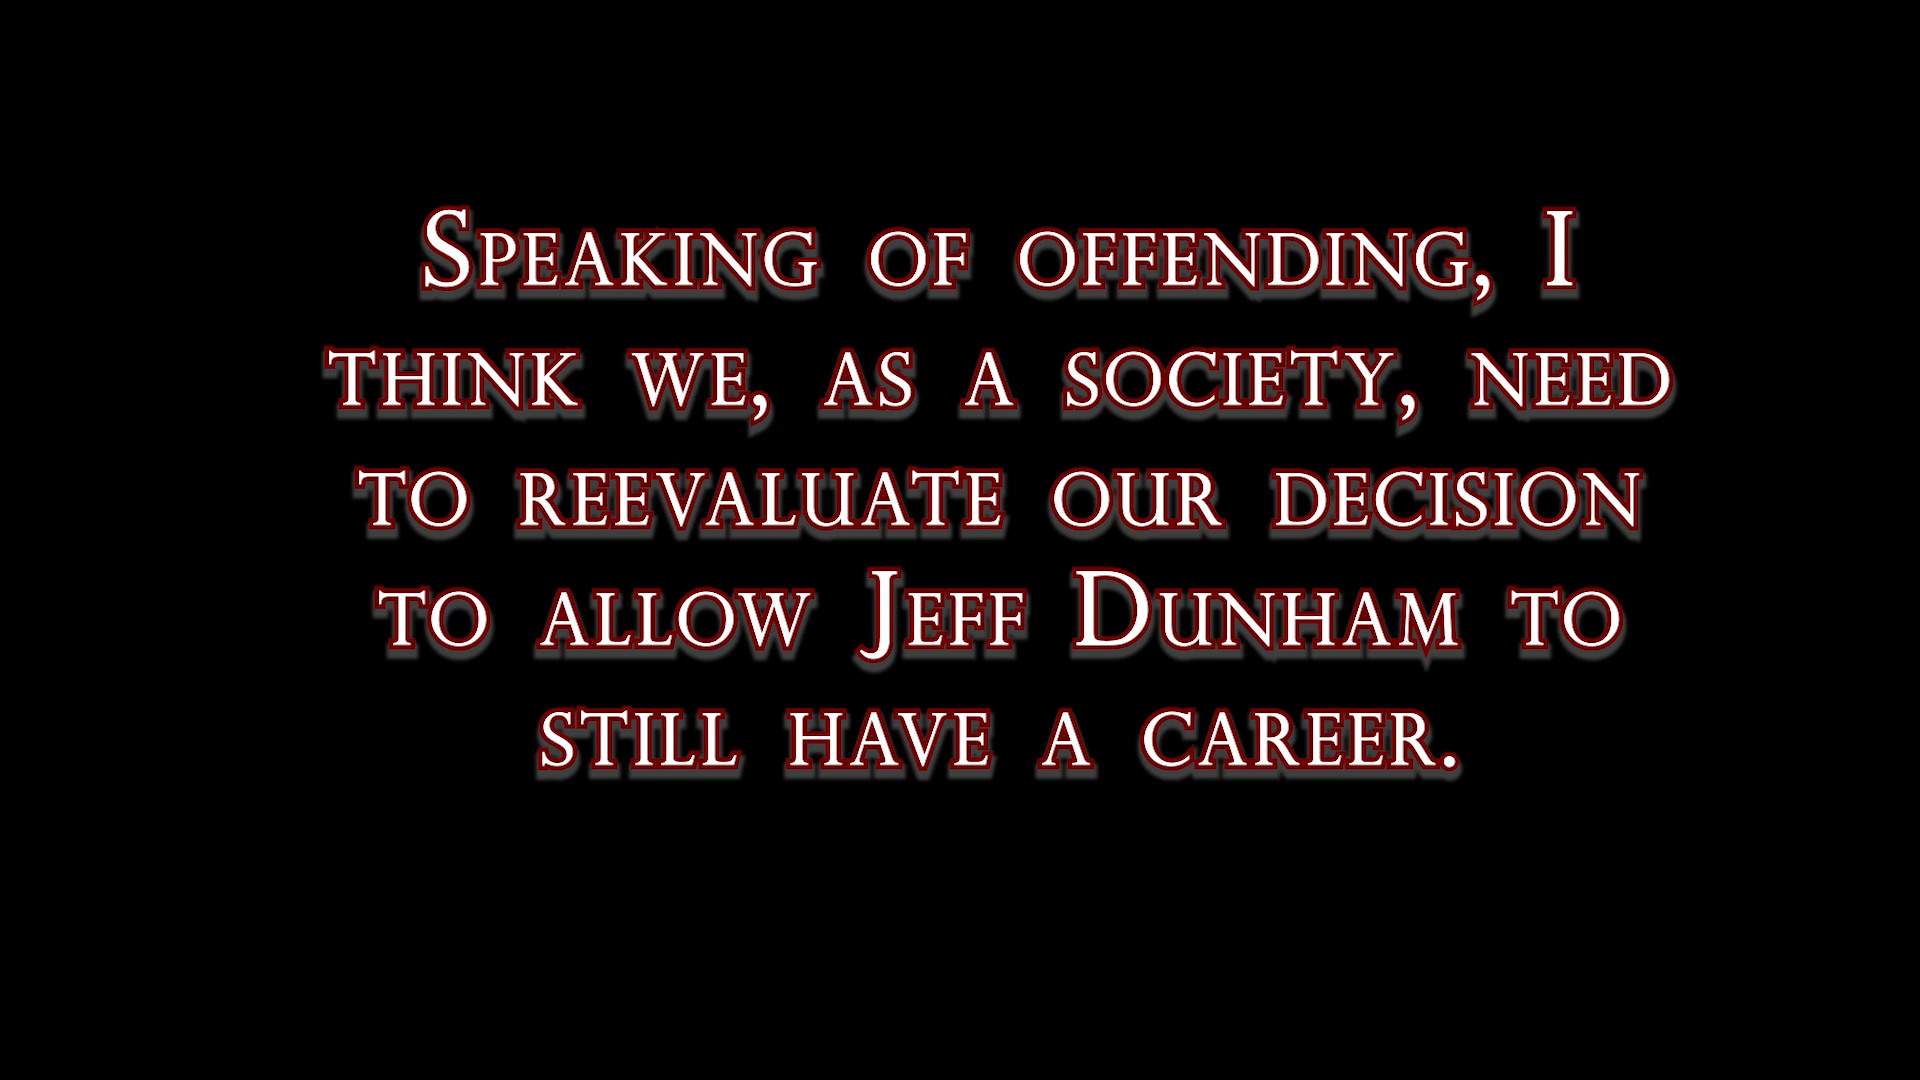 Speaking of offending, I
think we, as a society, need
to reevaluate our decision
to allow Jeff Dunham to
still have a career.